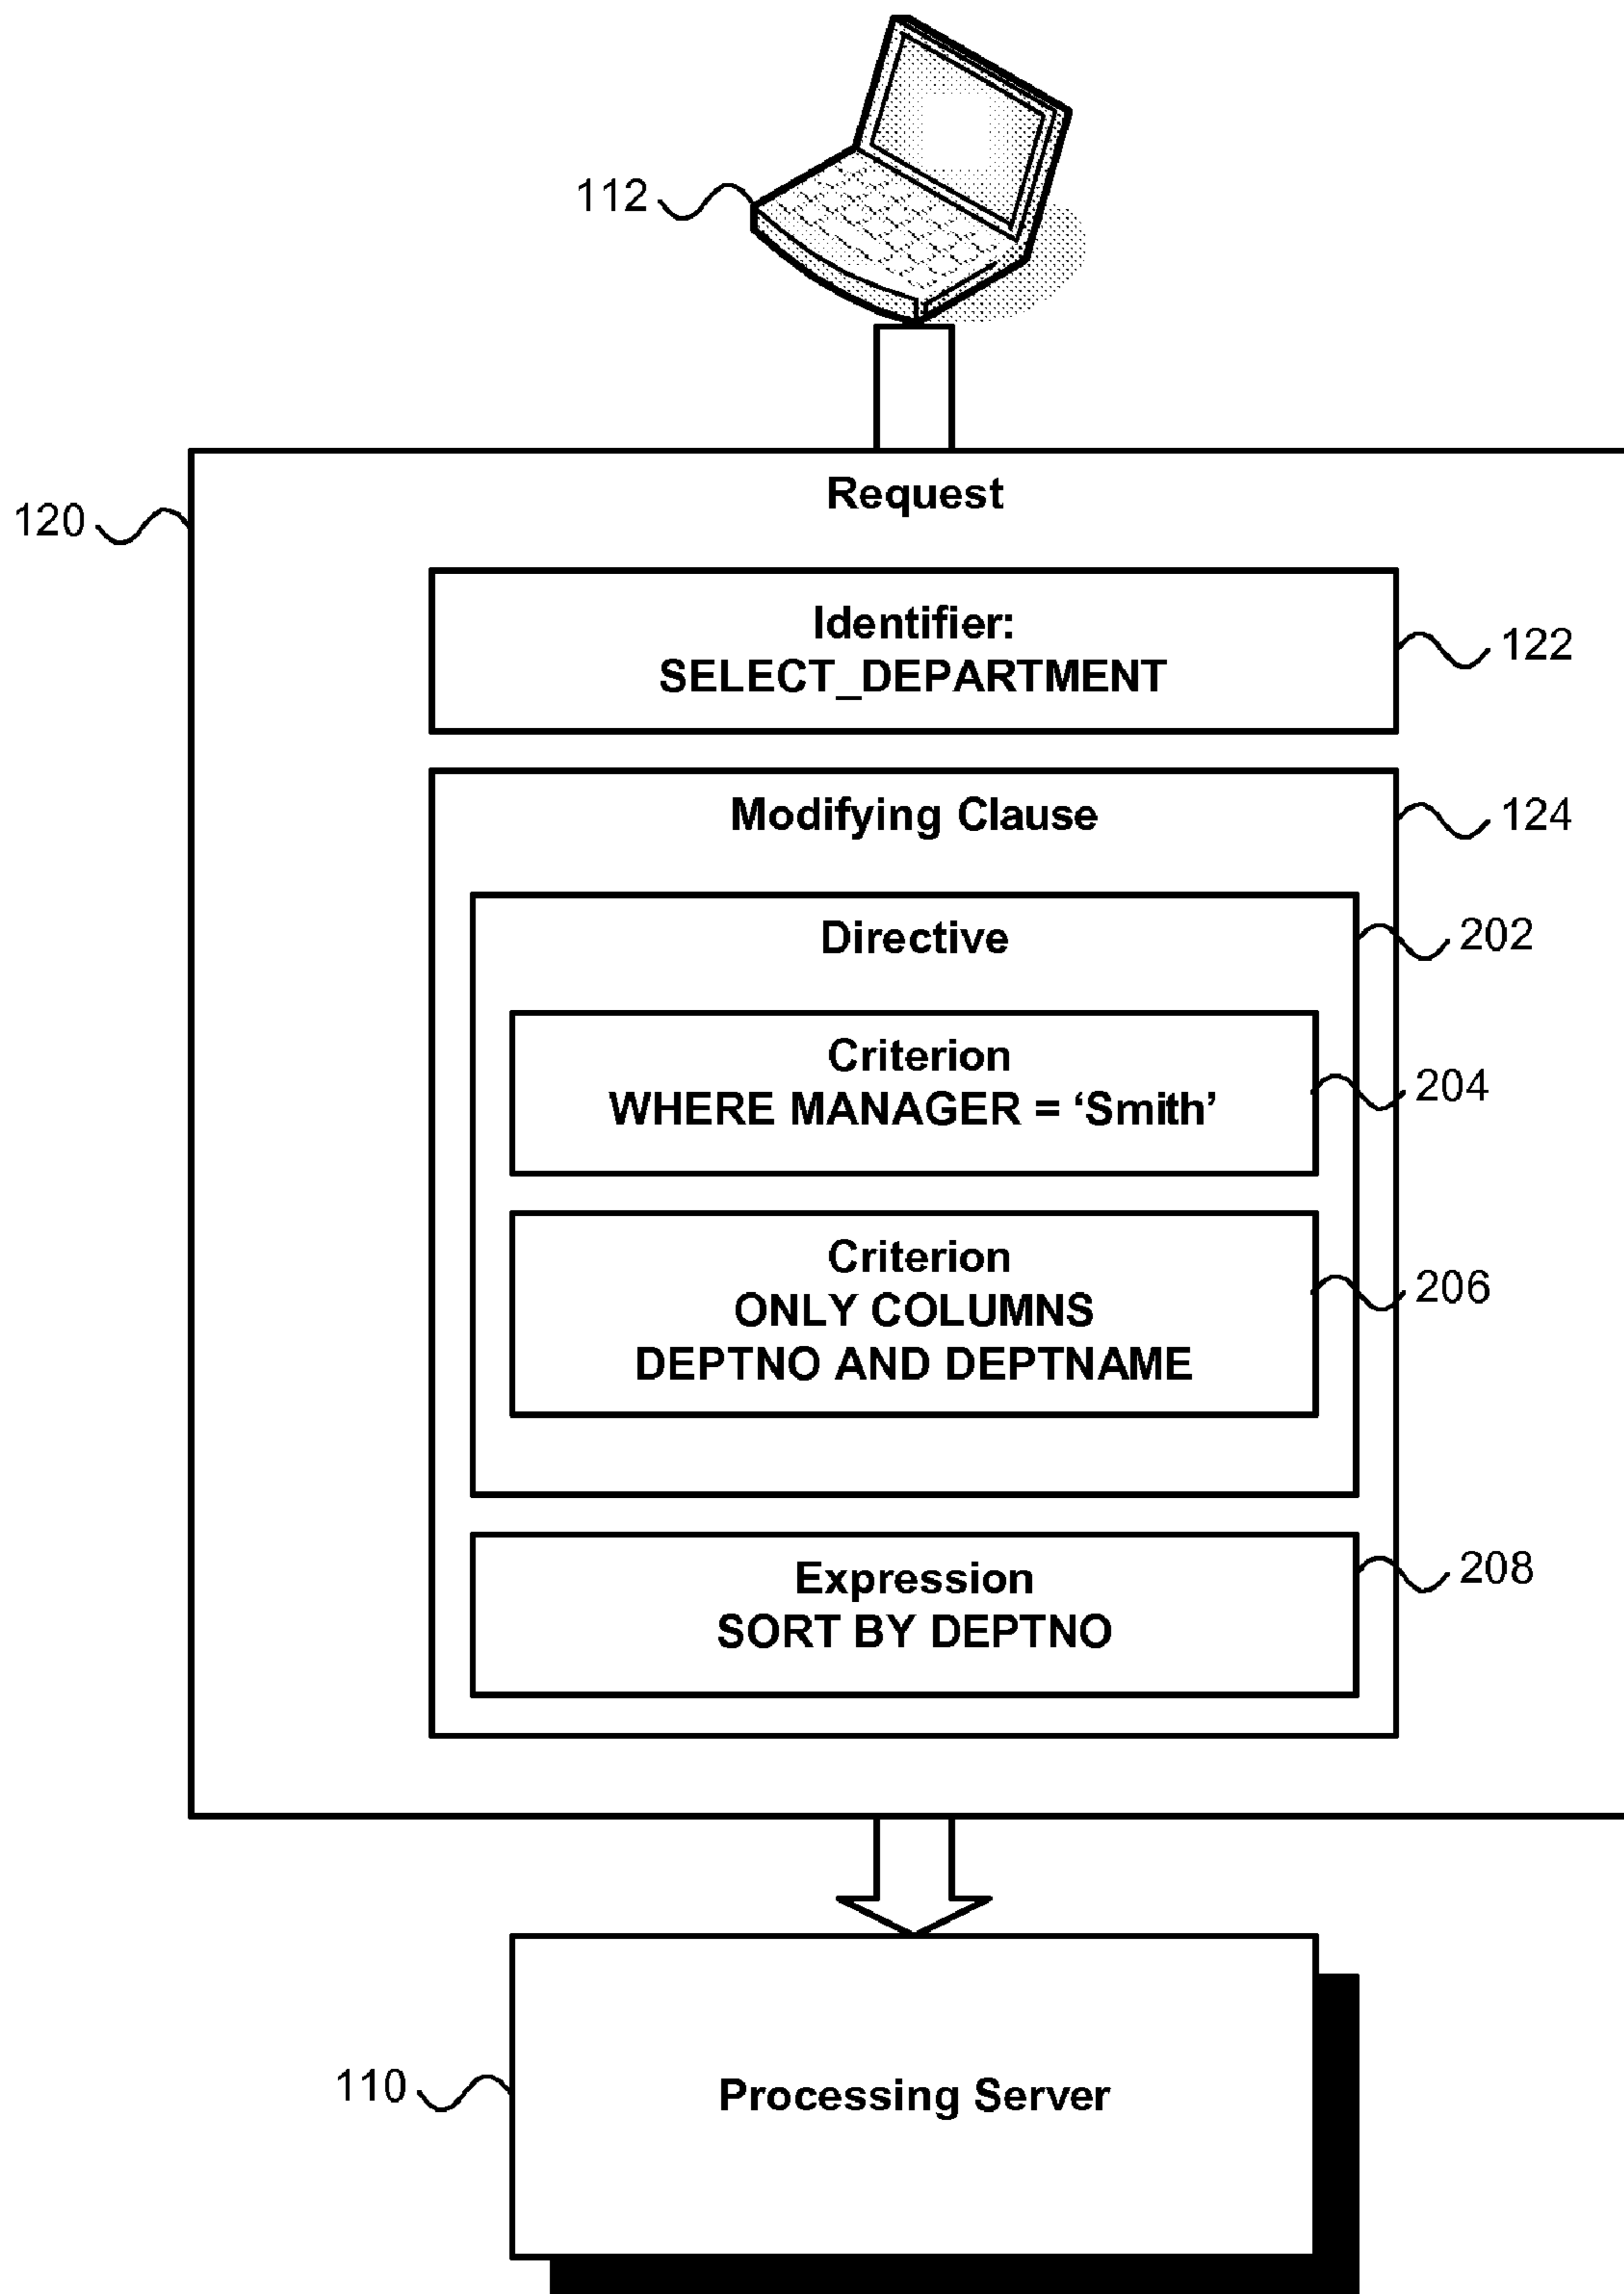 112
Request
120
Identifier:
SELECT_DEPARTMENT
122
Modifying Clause
124
Directive
202
Criterion
WHERE MANAGER = ‘Smith’
204
Criterion
ONLY COLUMNS
DEPTNO AND DEPTNAME
206
Expression
SORT BY DEPTNO
208
Processing Server
110